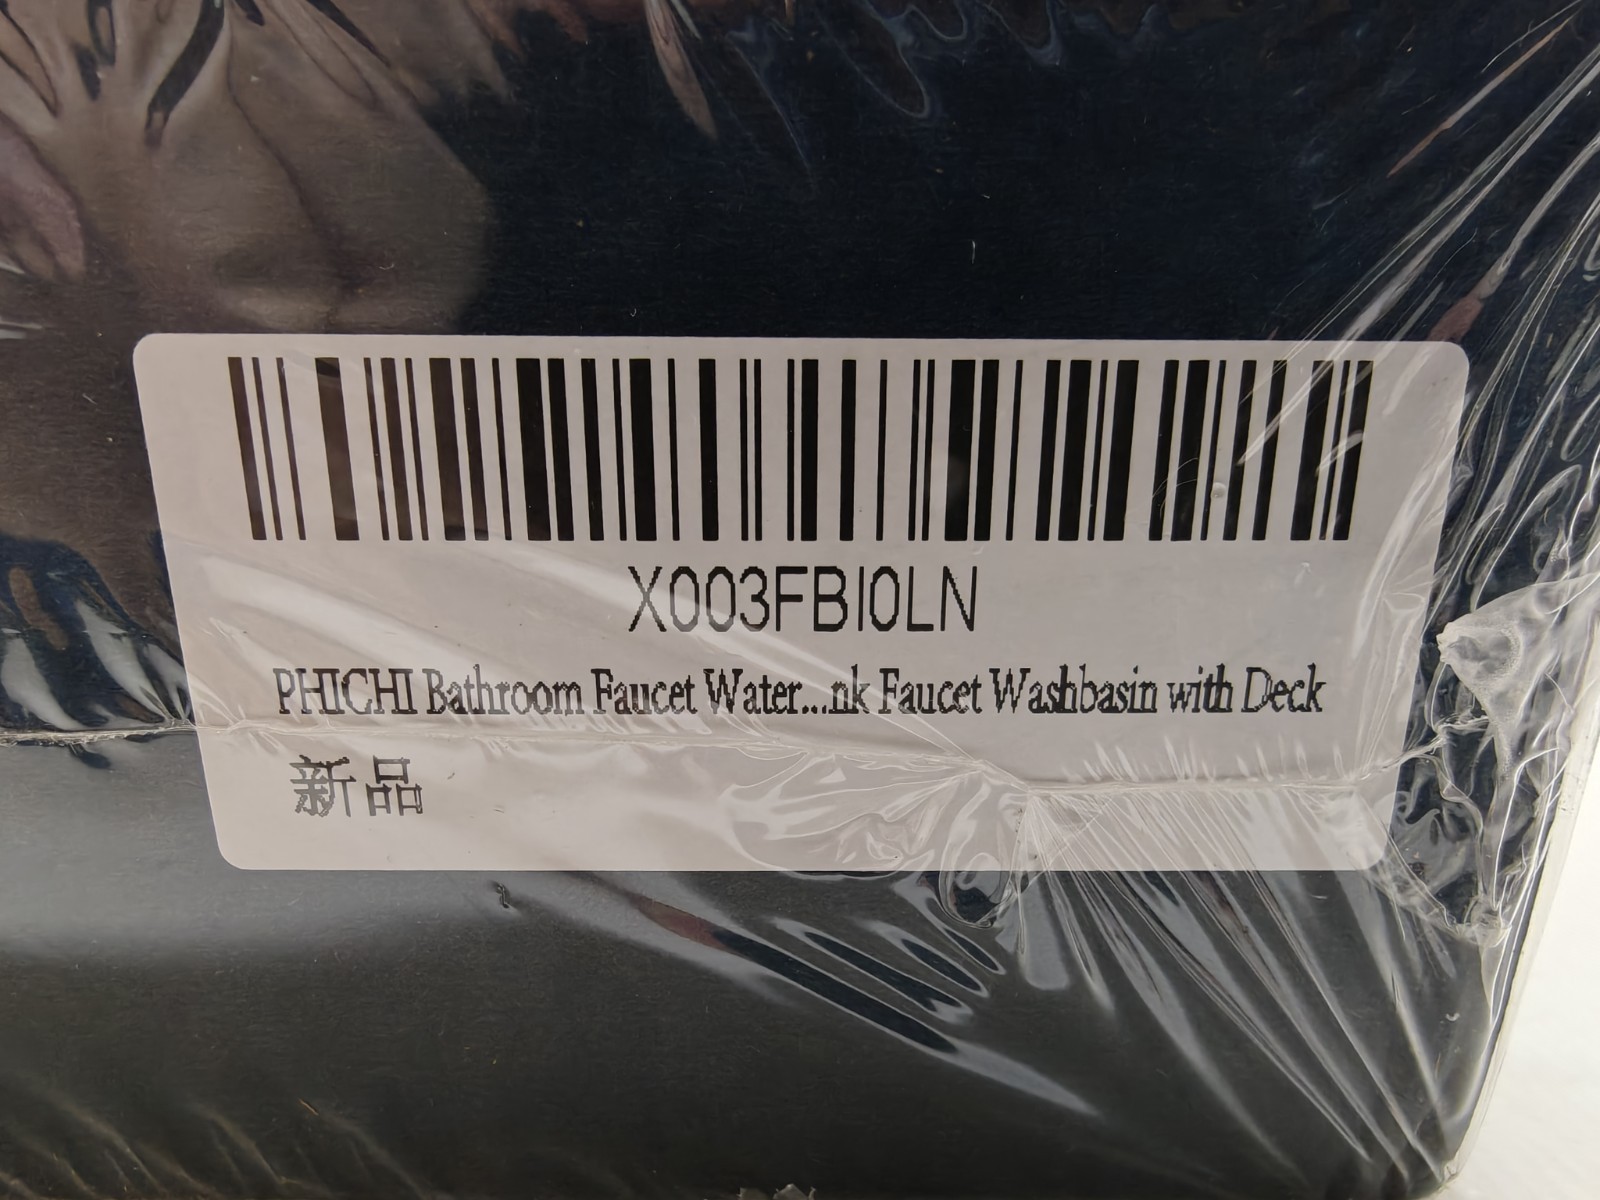 X003FBI0LN
PHICHI Bathroom Faucet Water...nk Faucet Washbasin with Deck
新品